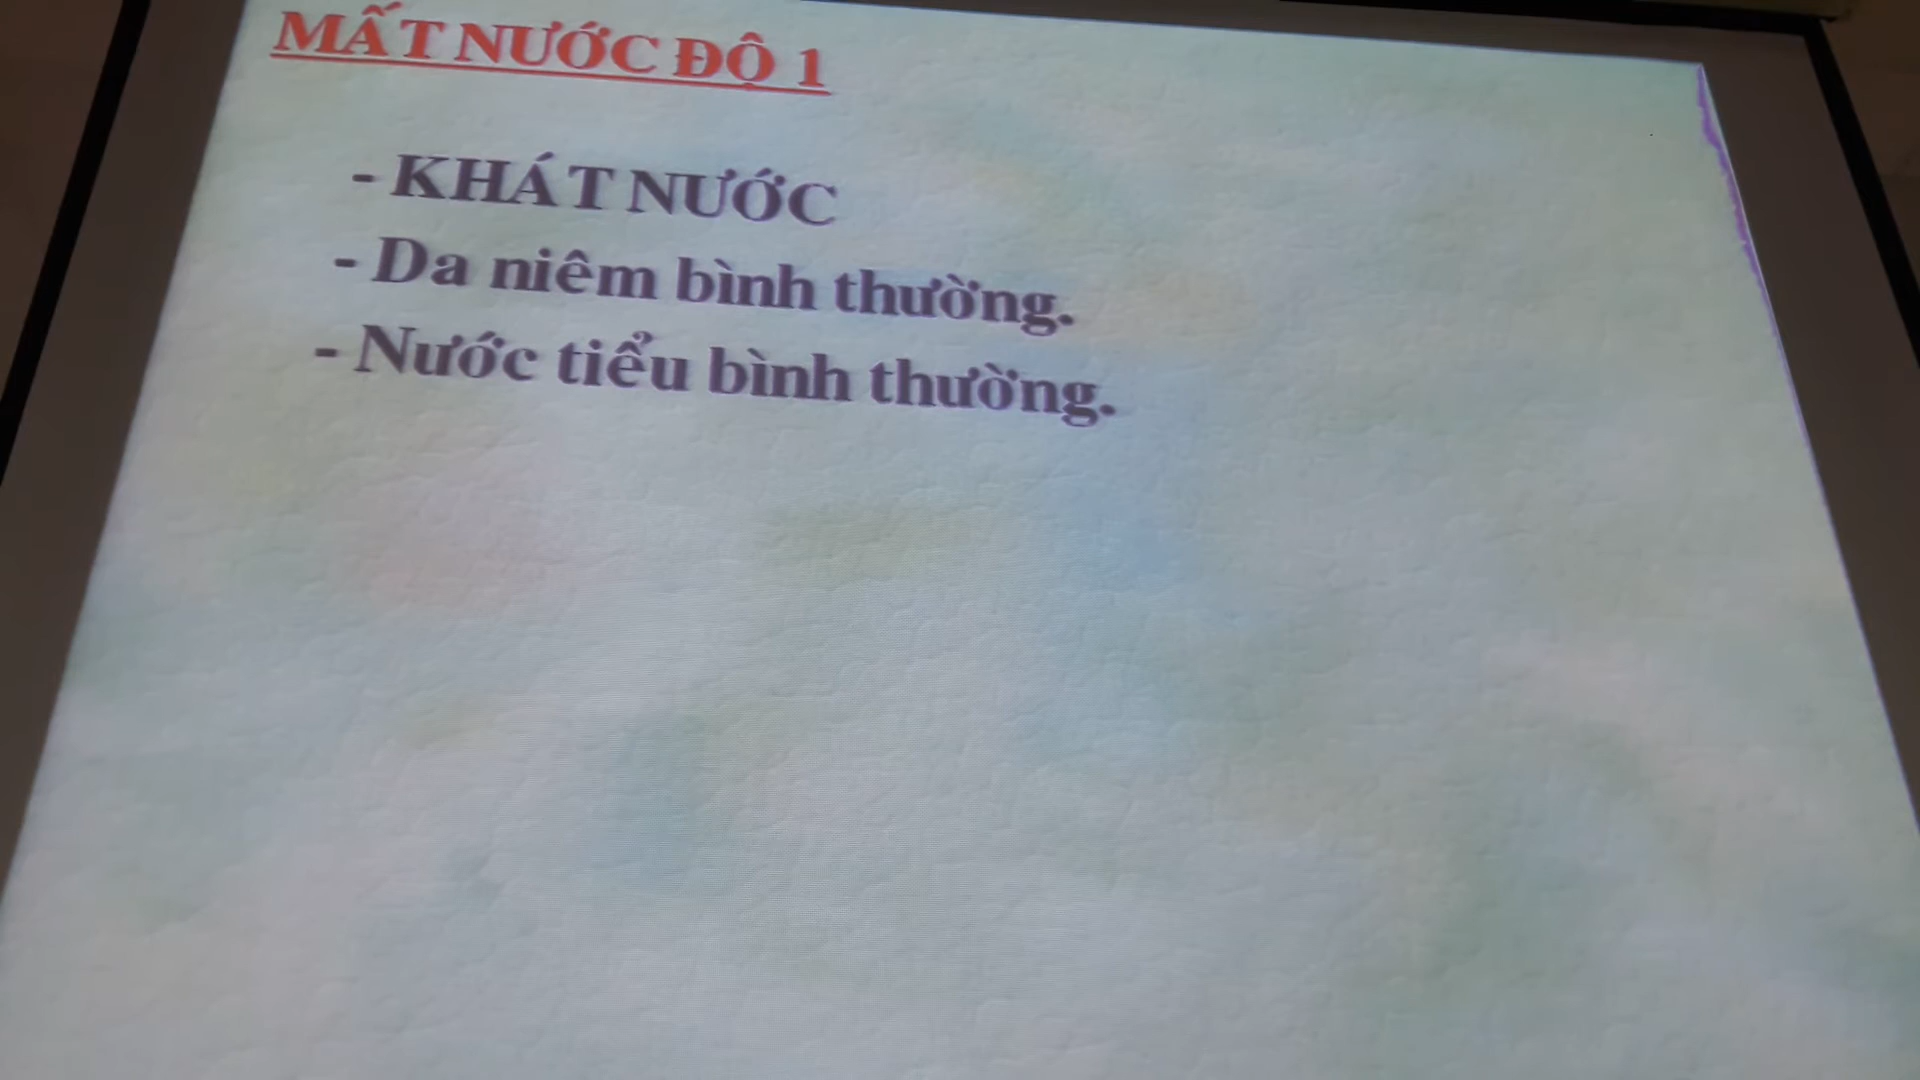 MẤT NƯỚC ĐỘ 1
- KHÁT NƯỚC
- Da niêm bình thường.
- Nước tiểu bình thường.